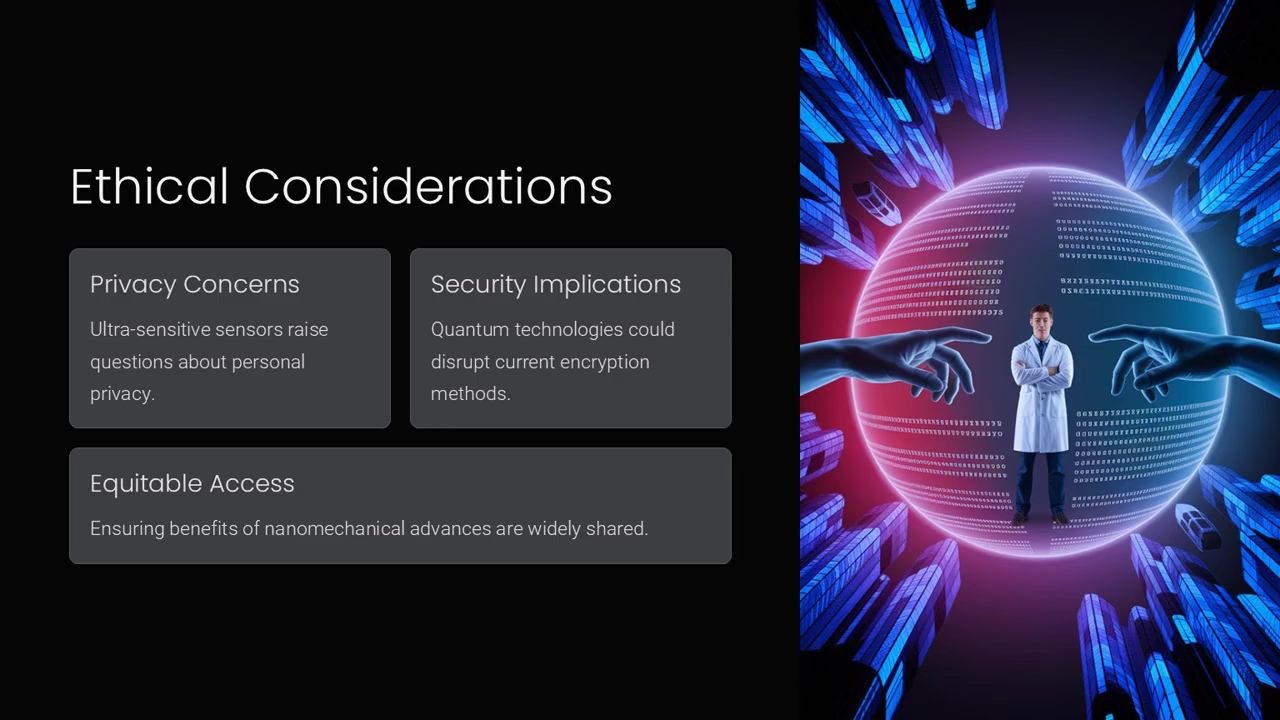 Ethical Considerations
Privacy Concerns
Ultra-sensitive sensors raise
questions about personal
privacy.
Security Implications
Quantum technologies could
disrupt current encryption
methods.
Equitable Access
Ensuring benefits of nanomechanical advances are widely shared.